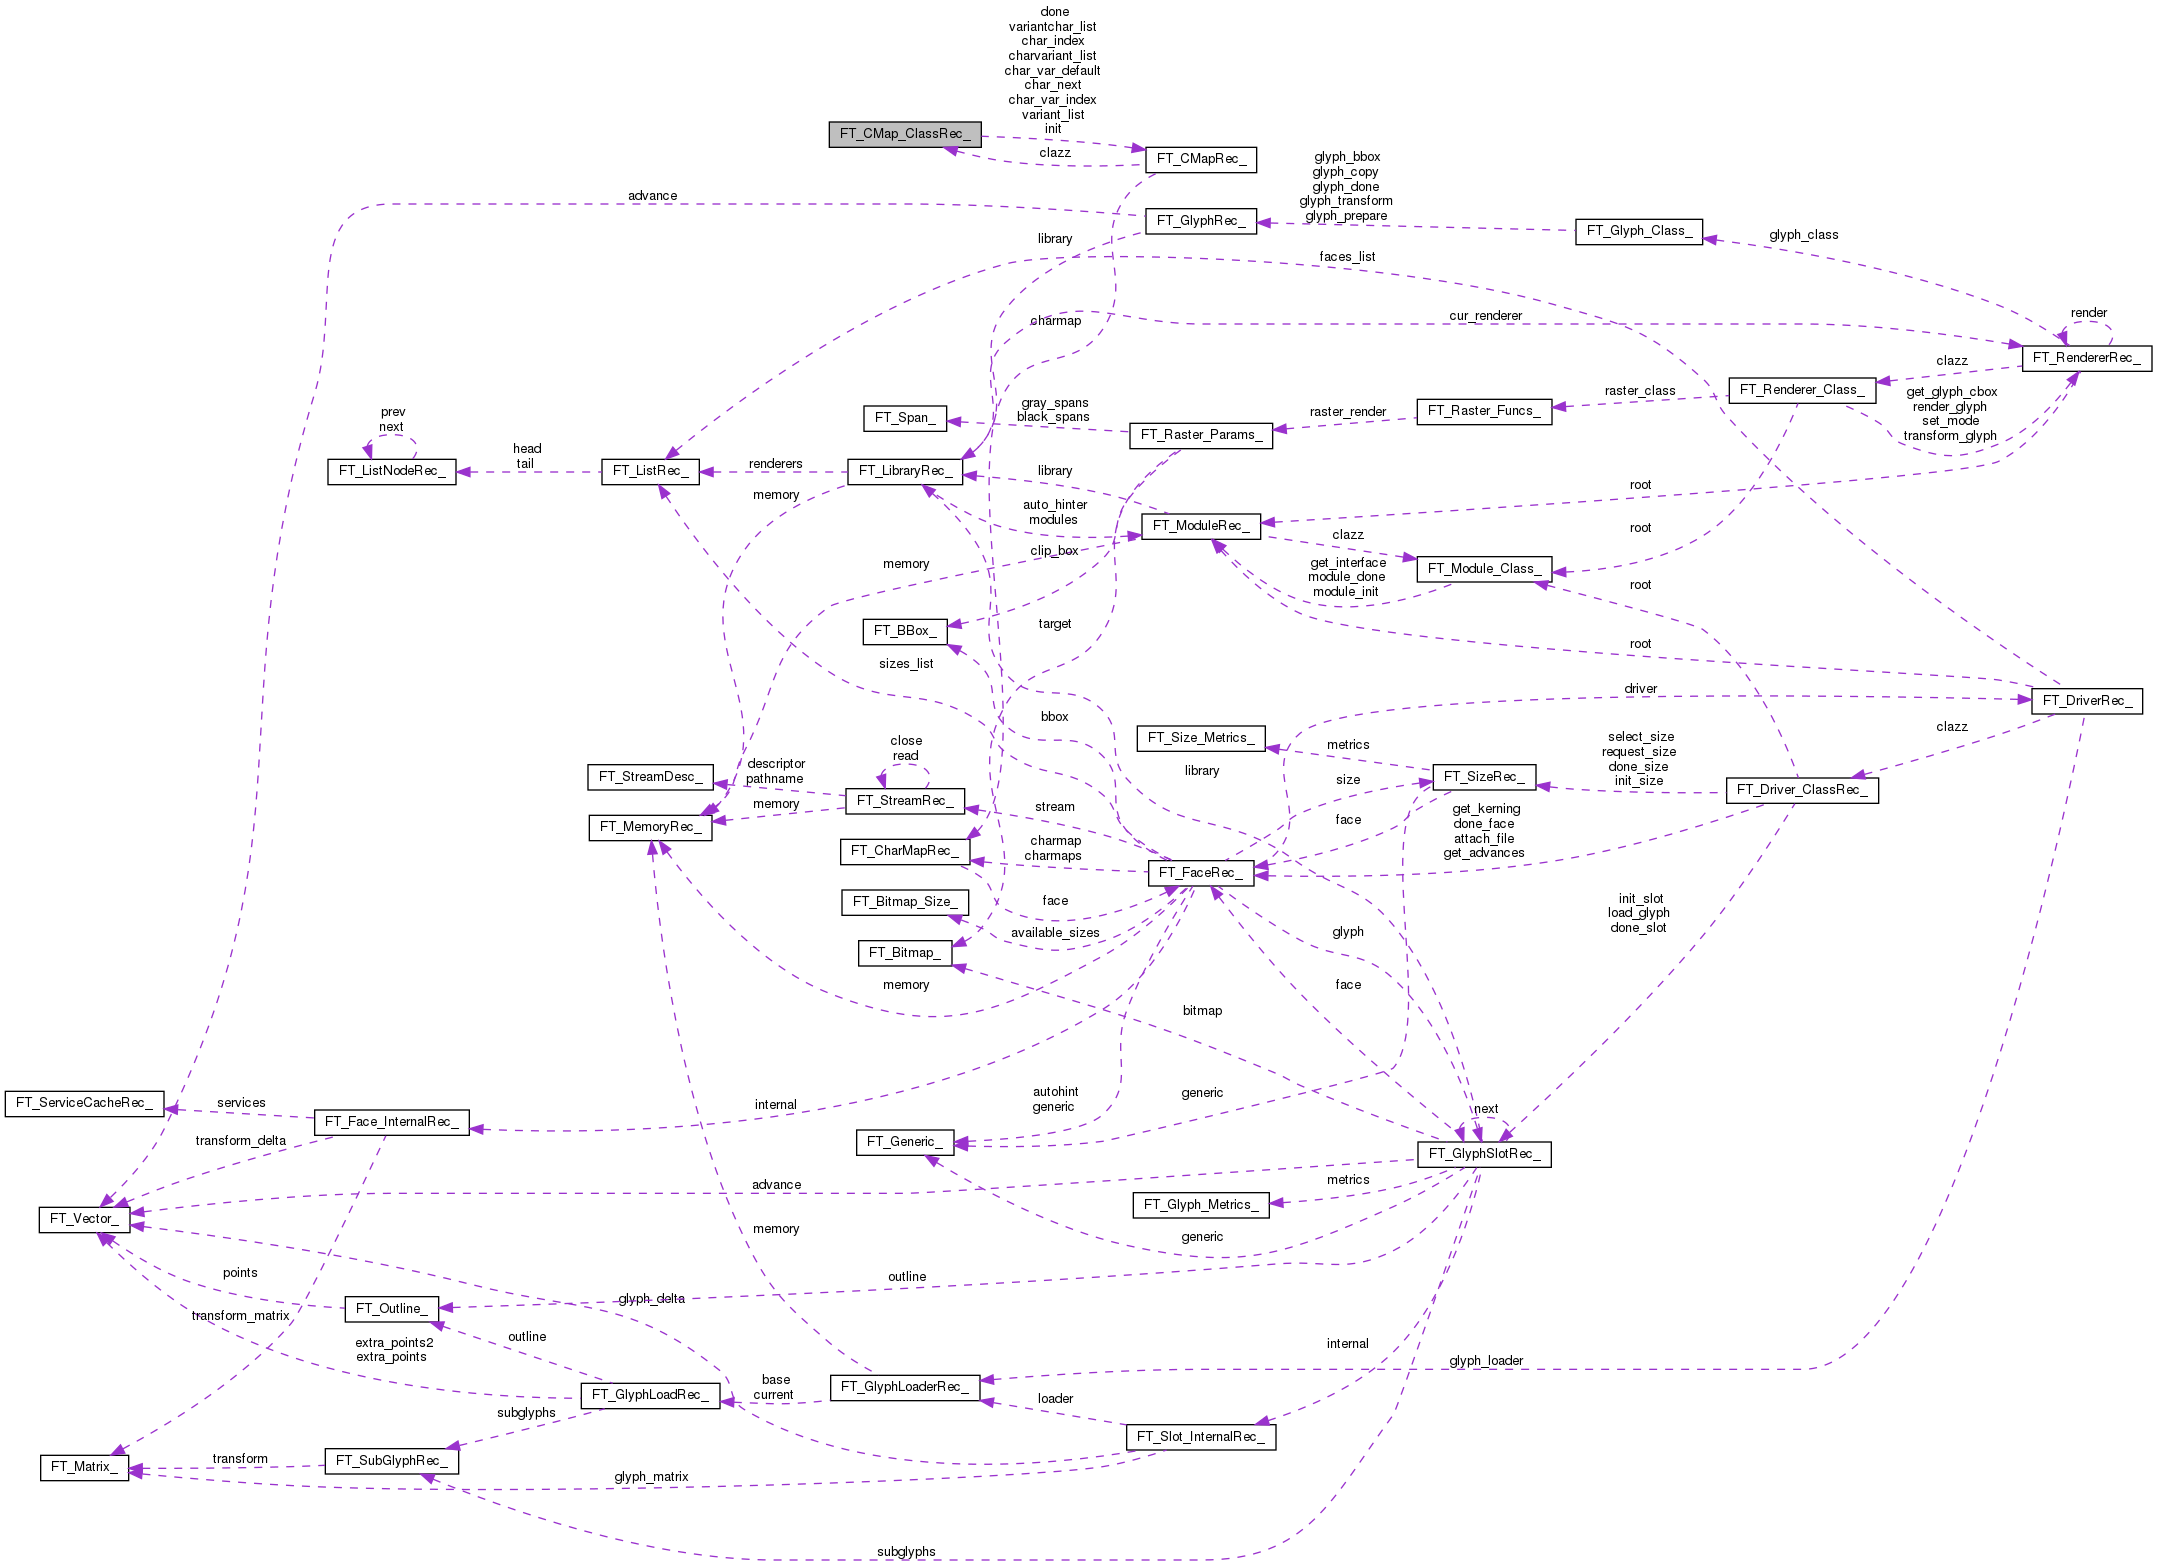 done
variantchar_list
char_index
charvariant_list
char_var_default
char_next
char_var_index
variant_list
init
FT_CMap_ClassRec_
clazz
FT_CMapRec_
glyph_bbox
glyph_copy
glyph_done
glyph_transform
glyph_prepare
advance
FT_GlyphRec_
FT_Glyph_Class_
glyph_class
library
faces_list
charmap
cur_renderer
render
FT_RendererRec_
clazz
FT_Renderer_Class_
raster_class
get_glyph_cbox
render_glyph
set_mode
transform_glyph
FT_Span_
gray_spans
black_spans
raster_render
FT_Raster_Funcs_
FT_Raster_Params_
prev
next
FT_ListNodeRec_
head
tail
FT_ListRec_
renderers
FT_LibraryRec_
library
root
memory
auto_hinter
modules
FT_ModuleRec_
clazz
root
clip_box
memory
get_interface
module_done
module_init
FT_Module_Class_
root
FT_BBox_
target
root
sizes_list
driver
FT_DriverRec_
bbox
FT_Size_Metrics_
metrics
select_size
request_size
done_size
init_size
clazz
close
read
descriptor
pathname
FT_StreamDesc_
library
size
FT_SizeRec_
FT_Driver_ClassRec_
FT_StreamRec_
memory
stream
face
get_kerning
done_face
attach_file
get_advances
FT_MemoryRec_
FT_CharMapRec_
charmap
charmaps
FT_FaceRec_
FT_Bitmap_Size_
face
init_slot
load_glyph
done_slot
available_sizes
glyph
FT_Bitmap_
memory
face
bitmap
autohint
generic
generic
internal
FT_ServiceCacheRec_
services
FT_Face_InternalRec_
transform_delta
next
FT_Generic_
FT_GlyphSlotRec_
advance
metrics
FT_Glyph_Metrics_
FT_Vector_
memory
generic
points
outline
FT_Outline_
glyph_delta
transform_matrix
extra_points2
extra_points
outline
internal
glyph_loader
base
current
FT_GlyphLoadRec_
FT_GlyphLoaderRec_
loader
subglyphs
FT_Slot_InternalRec_
FT_Matrix_
transform
FT_SubGlyphRec_
glyph_matrix
subglyphs